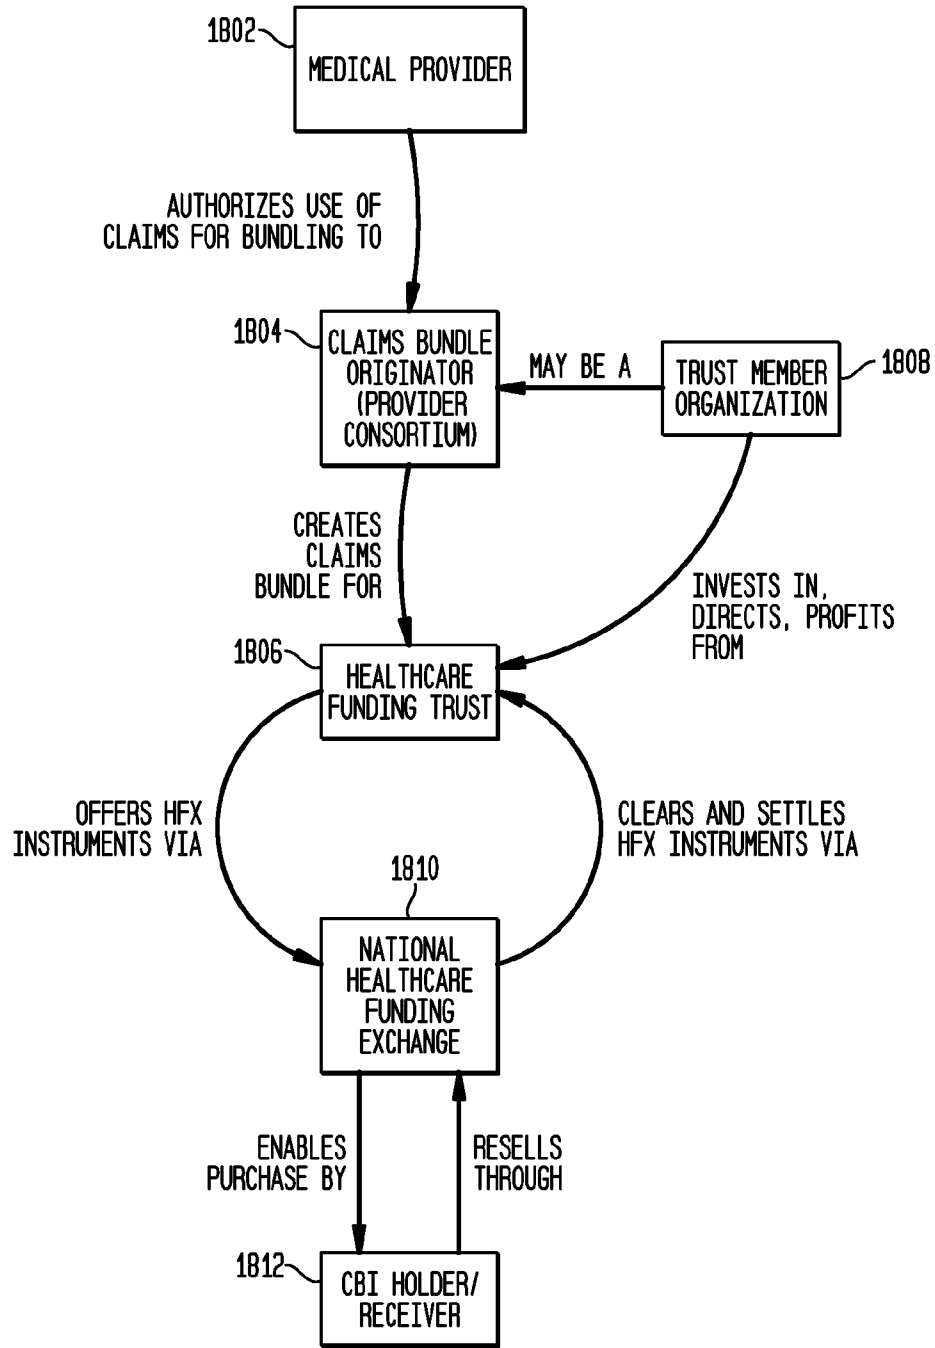 1802
MEDICAL PROVIDER
AUTHORIZES USE OF
CLAIMS FOR BUNDLING TO
1804
CLAIMS BUNDLE
ORIGINATOR
(PROVIDER
CONSORTIUM)
MAY BE A
1808
TRUST MEMBER
ORGANIZATION
CREATES
CLAIMS
BUNDLE FOR
INVESTS IN,
DIRECTS, PROFITS
FROM
1806
HEALTHCARE
FUNDING TRUST
OFFERS HFX
INSTRUMENTS VIA
CLEARS AND SETTLES
HFX INSTRUMENTS VIA
1810
NATIONAL
HEALTHCARE
FUNDING
EXCHANGE
ENABLES
PURCHASE BY
RESELLS
THROUGH
1812
CBI HOLDER/
RECEIVER